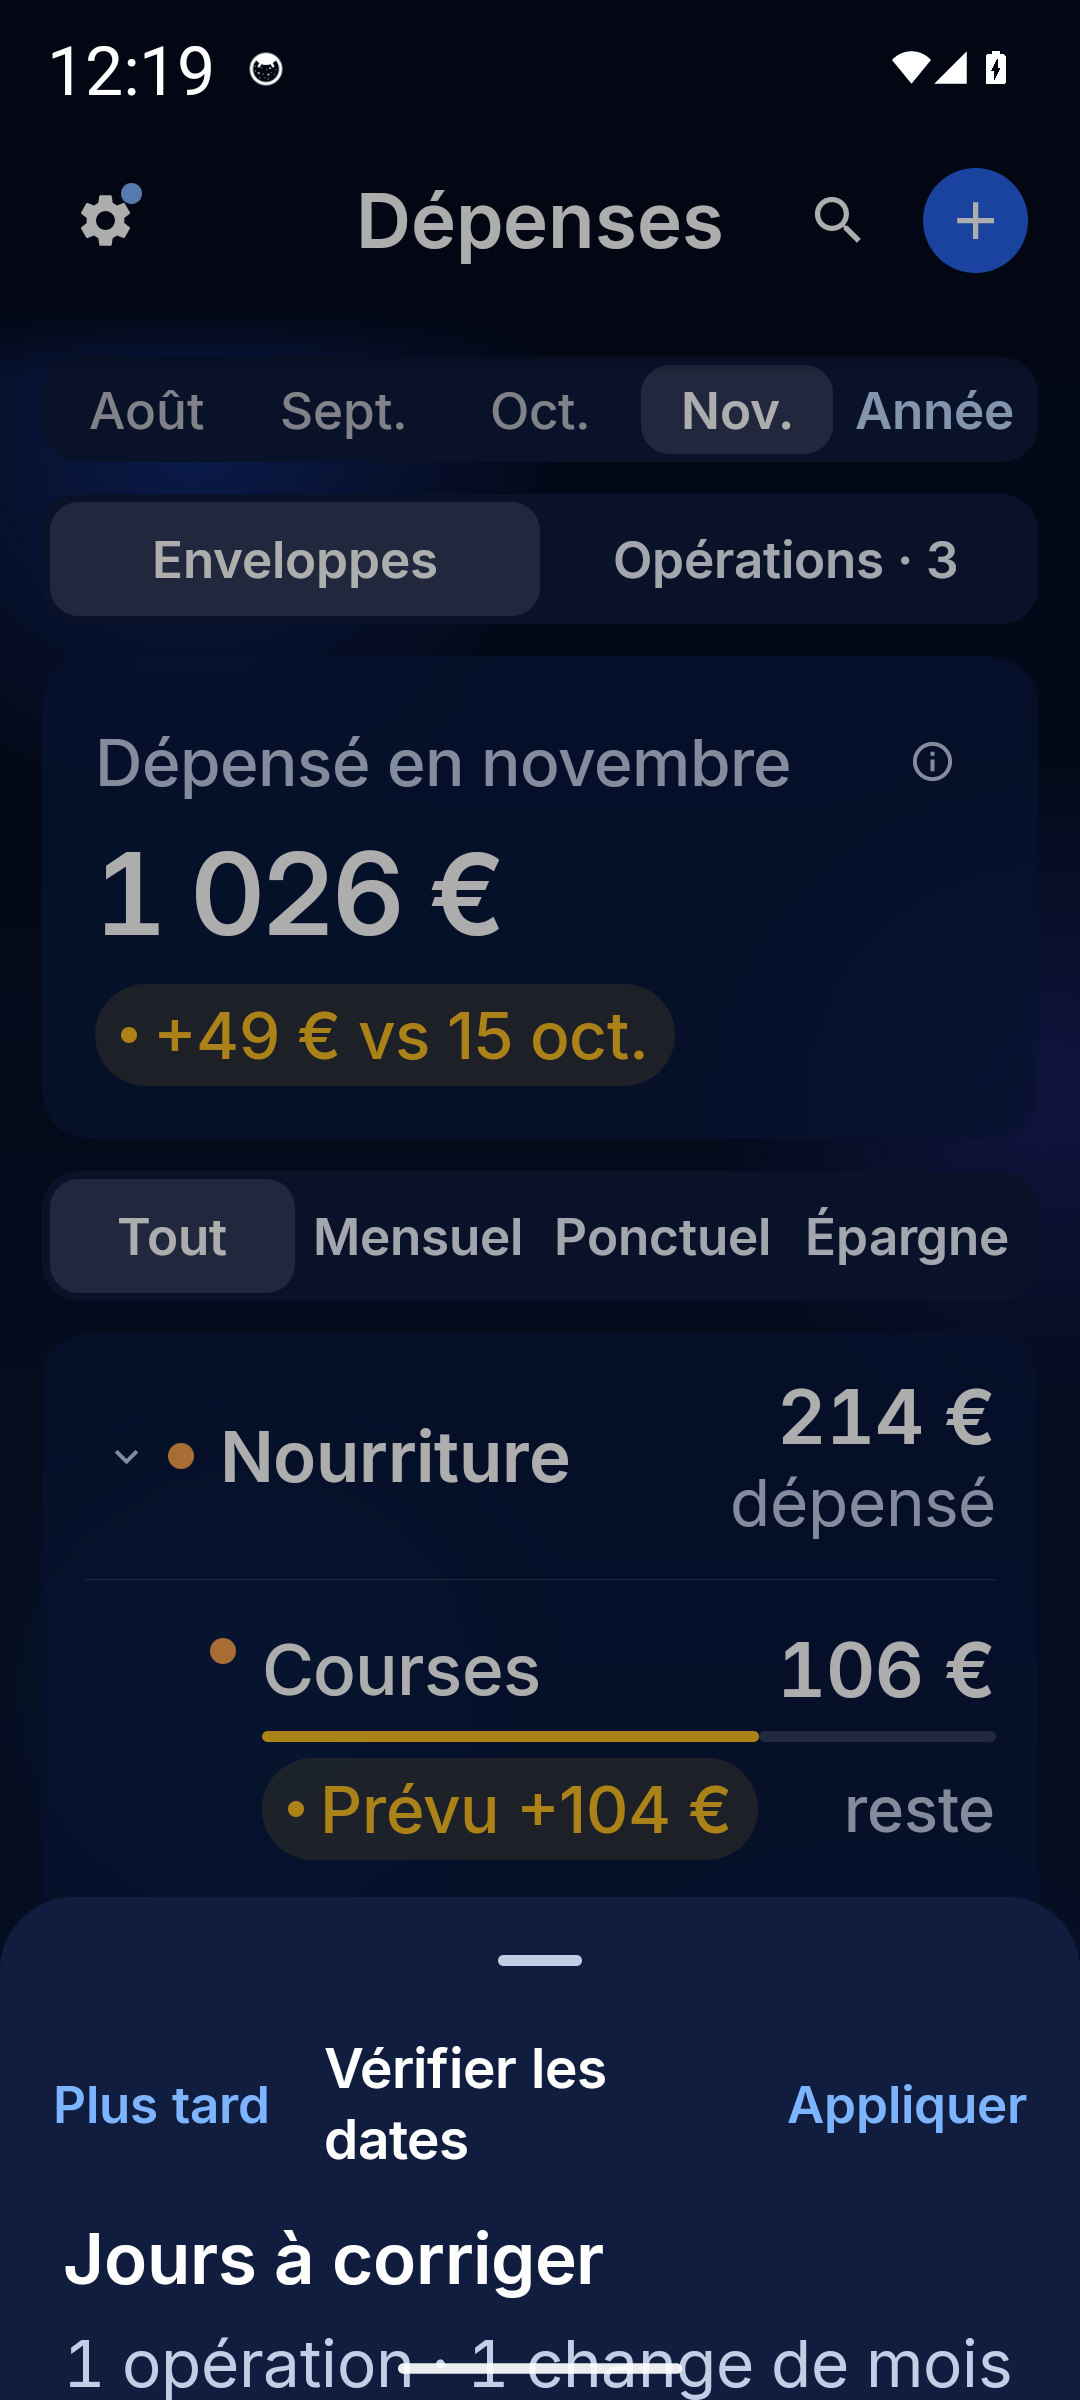 12:19
Dépenses
Août Sept. Oct. Nov. Année
Enveloppes Opérations · 3
Dépensé en novembre
1 026 €
• +49 € vs 15 oct.
Tout Mensuel Ponctuel Épargne
Nourriture 214 €
dépensé
Courses 106 €
• Prévu +104 € reste
Plus tard Vérifier les dates Appliquer
Jours à corriger
1 opération · 1 change de mois